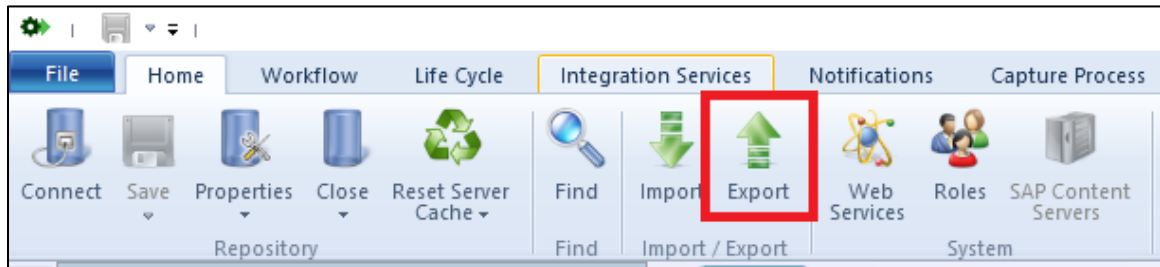 File Home Workflow Life Cycle Integration Services Notifications Capture Process
Connect Save Properties Close Reset Server Cache Find Import Export Web Services Roles SAP Content Servers
Repository Find Import / Export System